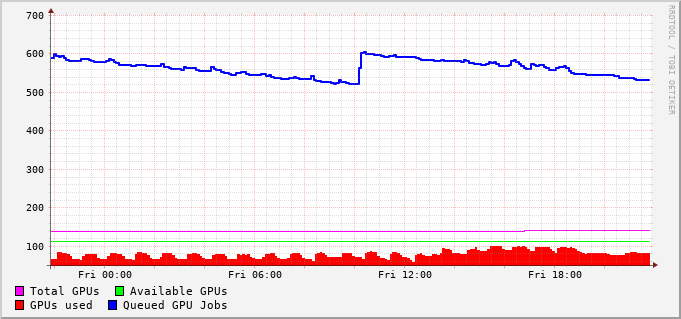 700
600
500
400
300
200
100
Fri 00:00 Fri 06:00 Fri 12:00 Fri 18:00
Total GPUs Available GPUs
GPUs used Queued GPU Jobs
RRDTOOL / TOBI OETIKER